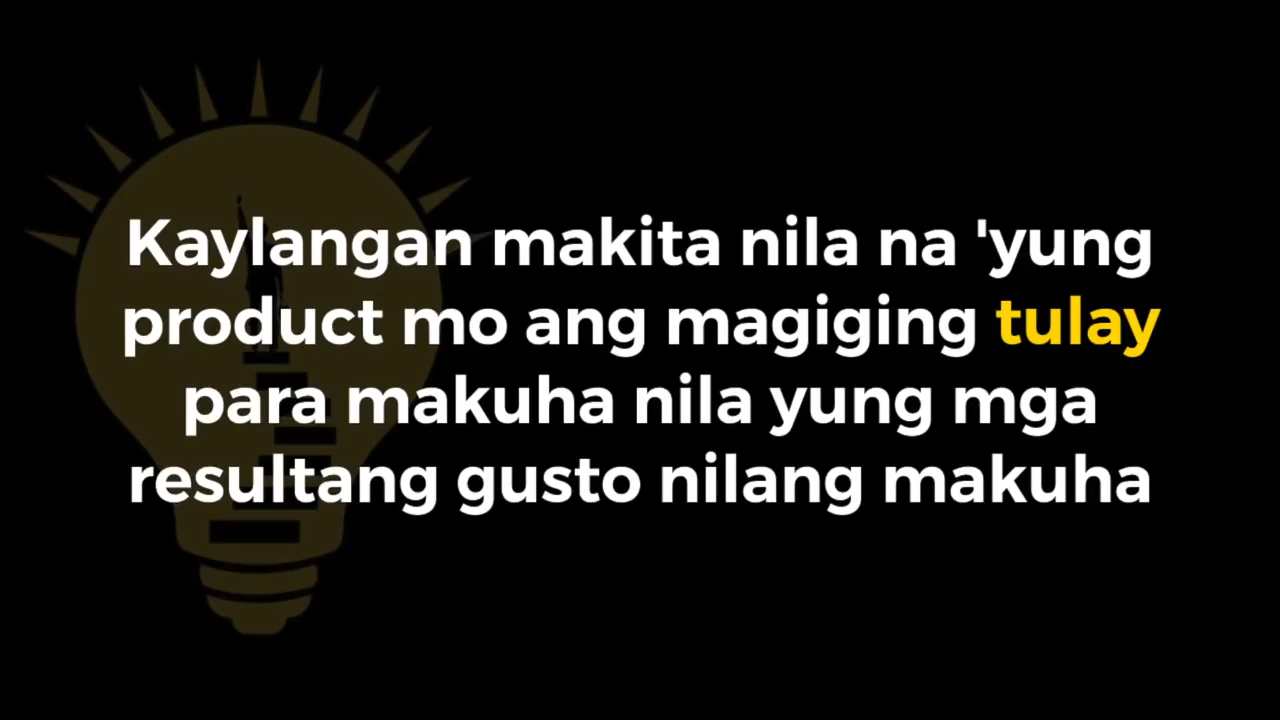 Kaylangan makita nila na 'yung
product mo ang magiging tulay
para makuha nila yung mga
resultang gusto nilang makuha